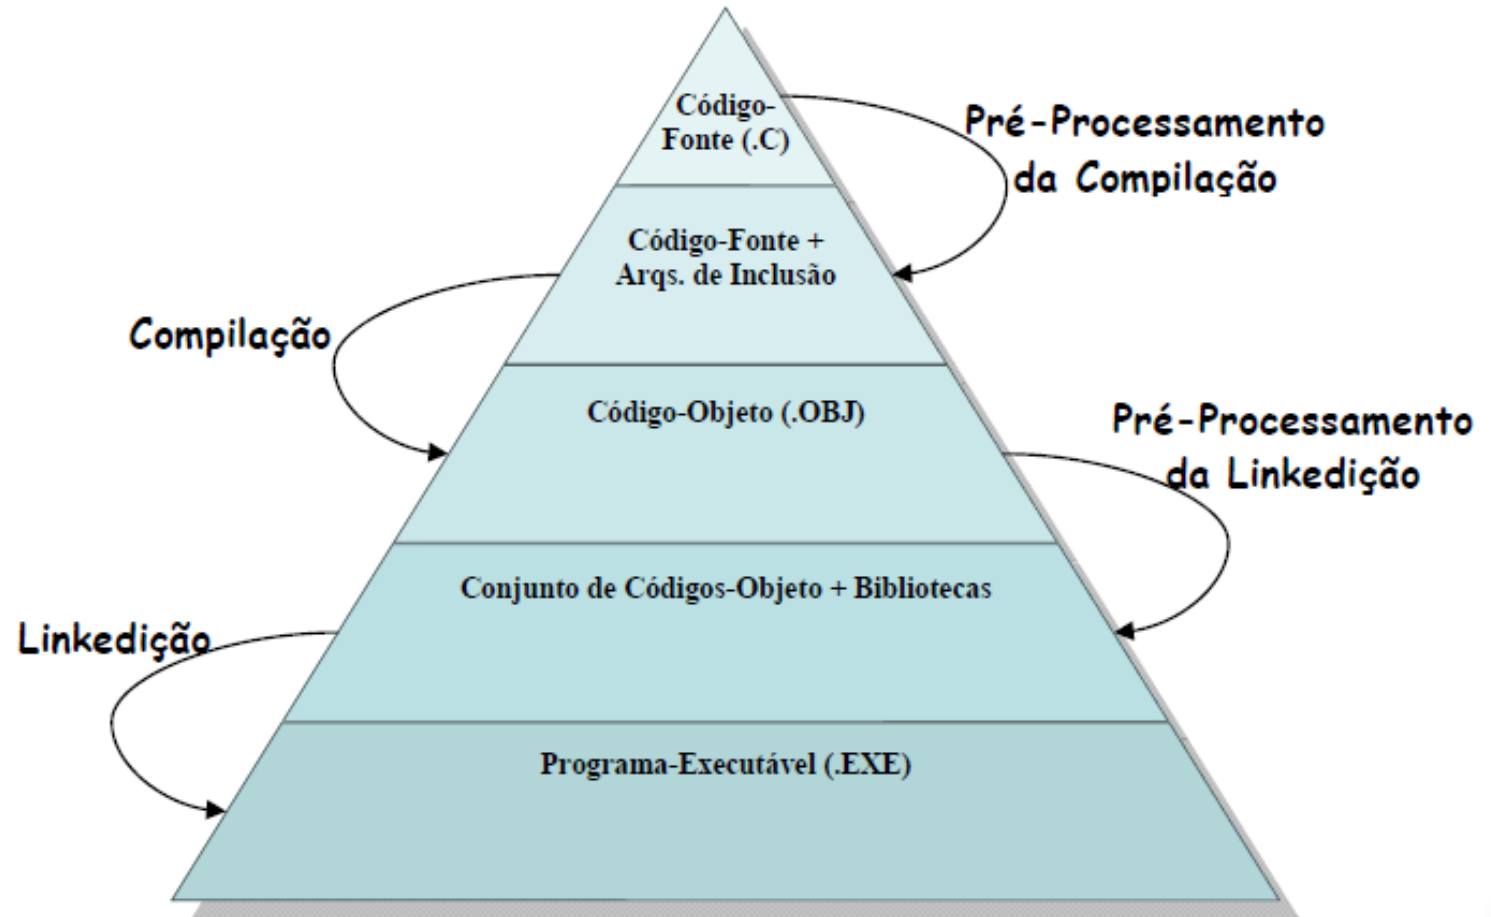 Código-
Fonte (.C)
Pré-Processamento
da Compilação
Código-Fonte +
Arqs. de Inclusão
Compilação
Código-Objeto (.OBJ)
Pré-Processamento
da Linkedição
Conjunto de Códigos-Objeto + Bibliotecas
Linkedição
Programa-Executável (.EXE)